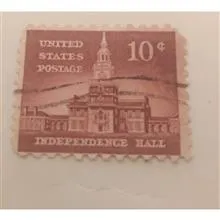 UNITED
STATES
POSTAGE
10¢
INDEPENDENCE HALL